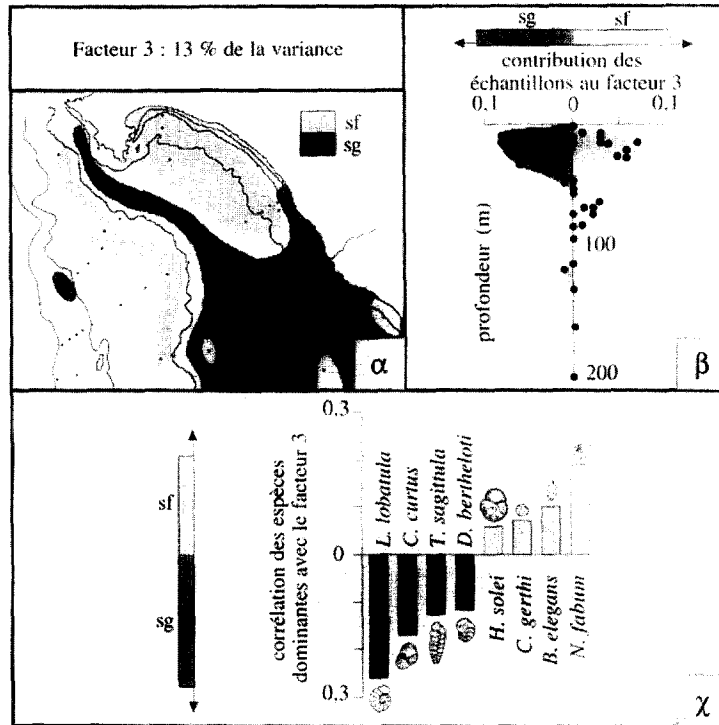 Facteur 3 : 13 % de la variance
sf
sg
α
sg
sf
contribution des
échantillons au facteur 3
0.1
0
0.1
profondeur (m)
100
200
β
sf
sg
corrélation des espèces
dominantes avec le facteur 3
0.3
0
0.3
L. lobatula
C. curtus
T. sagittula
D. bertheloti
H. solei
C. gerthi
B. elegans
N. fabum
χ